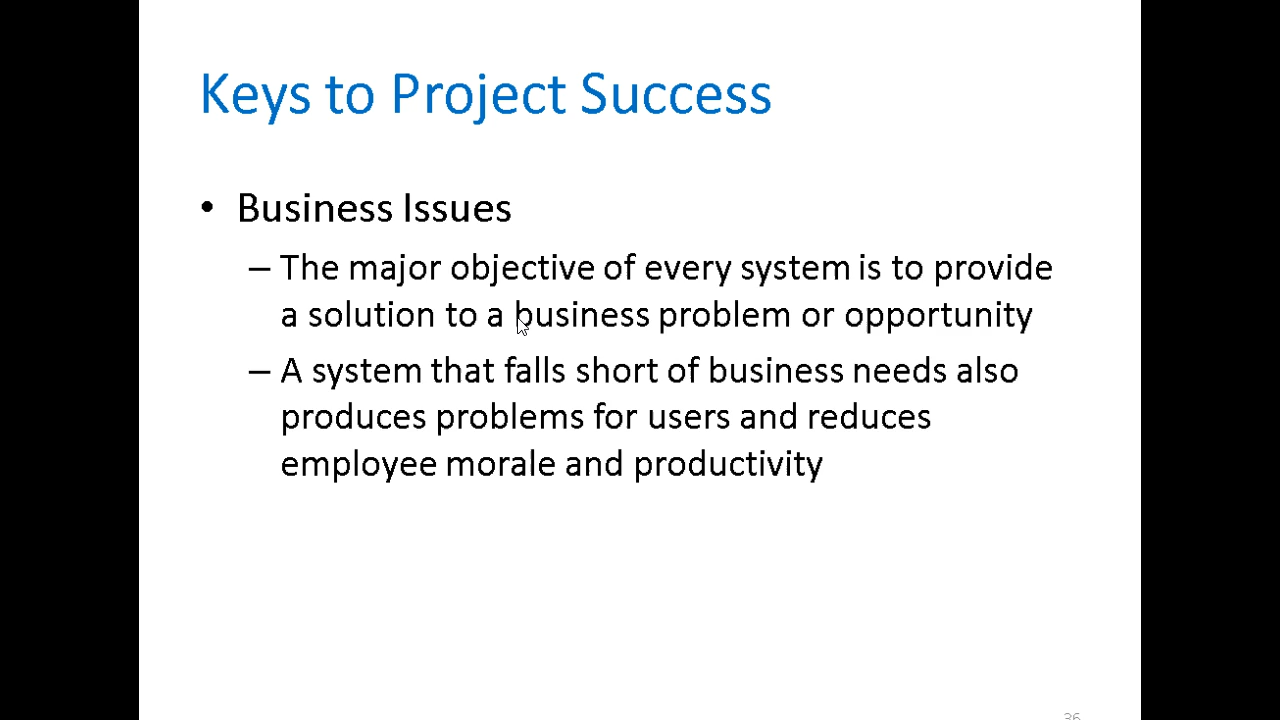 Keys to Project Success
• Business Issues
– The major objective of every system is to provide
a solution to a business problem or opportunity
– A system that falls short of business needs also
produces problems for users and reduces
employee morale and productivity
36